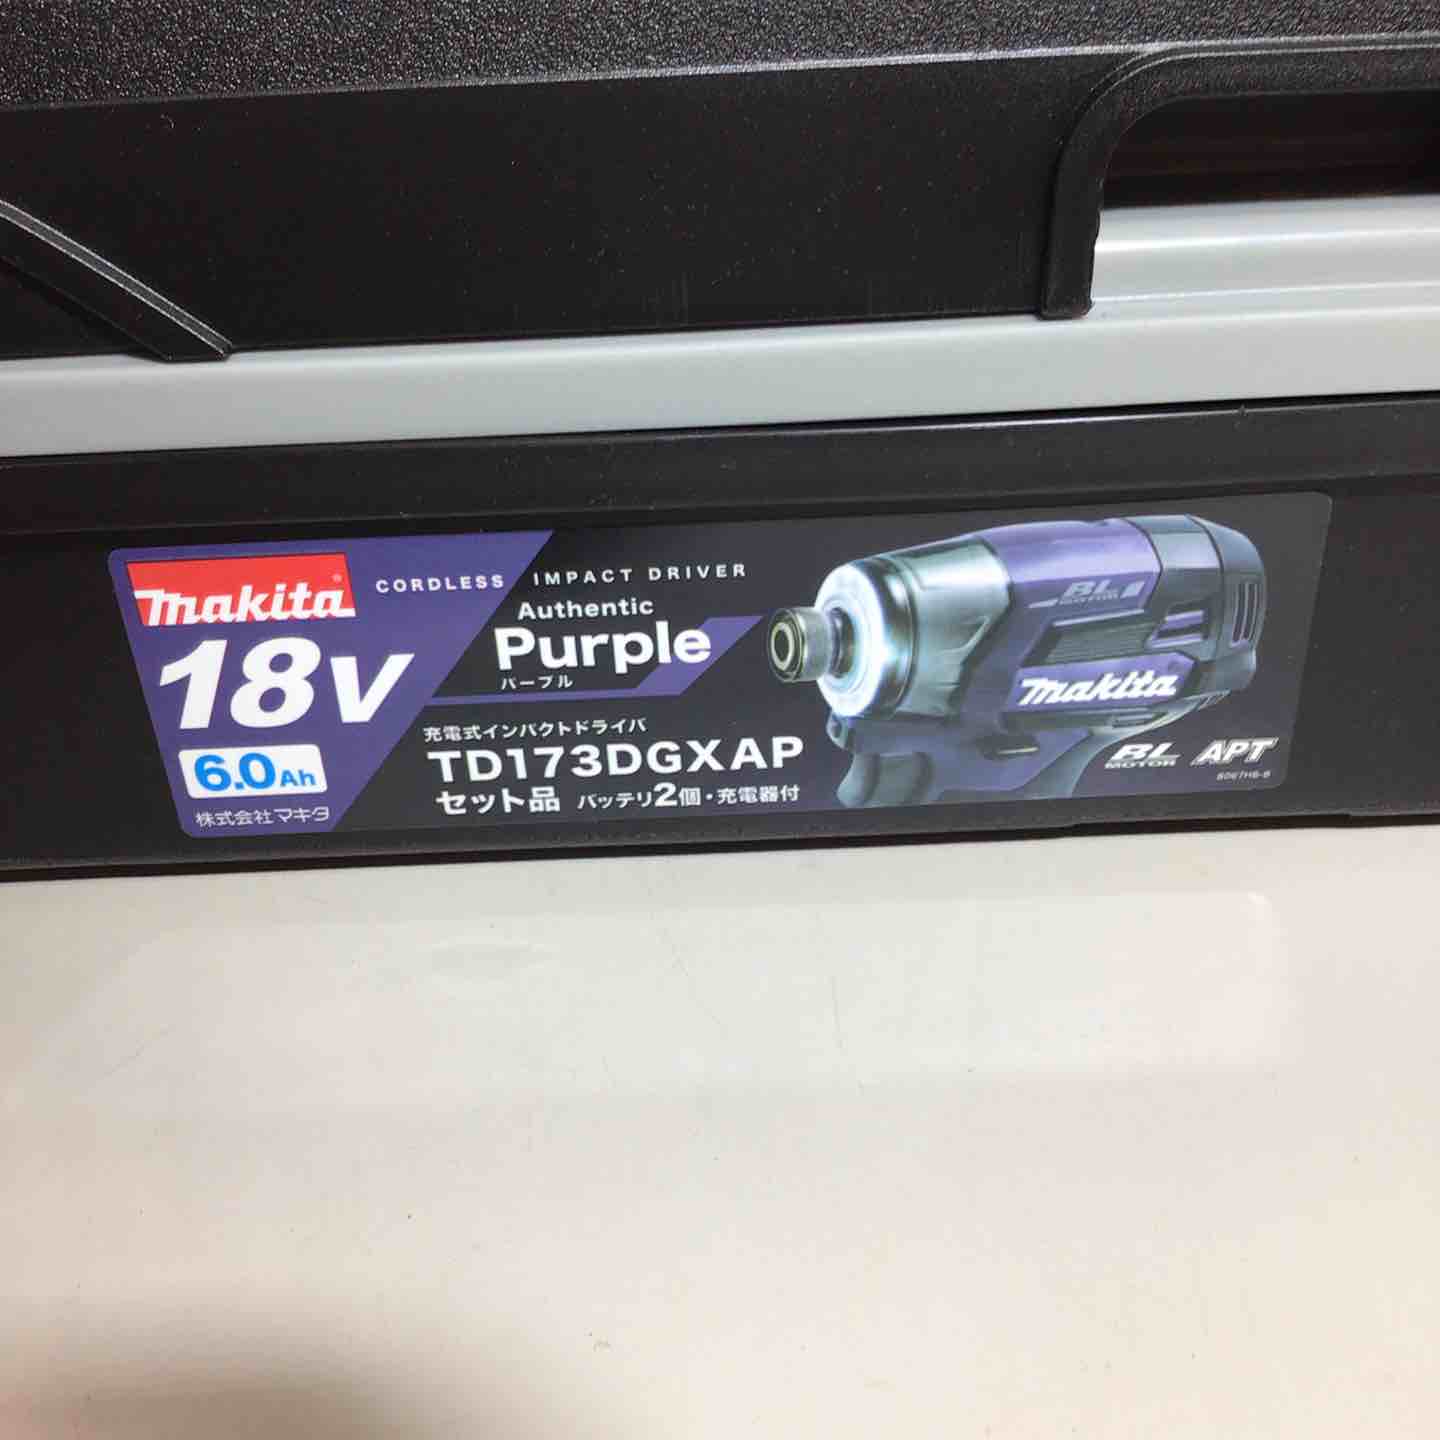 makita
CORDLESS IMPACT DRIVER
18V
Authentic
Purple
パープル
6.0Ah
充電式インパクトドライバ
TD173DGXAP
セット品 バッテリ2個・充電器付
株式会社マキタ
BL
MOTOR
makita
BL
MOTOR
APT